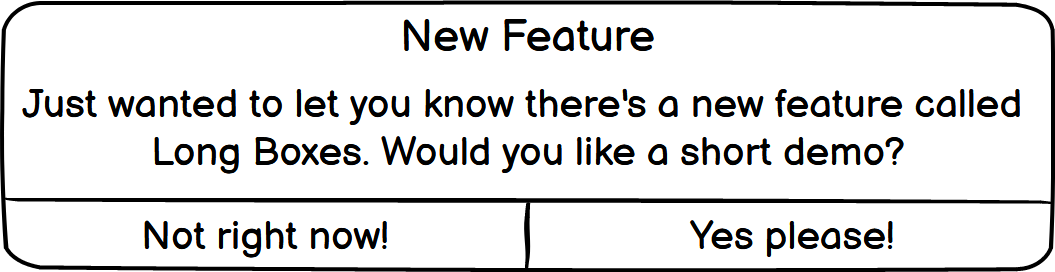 New Feature
Just wanted to let you know there's a new feature called
Long Boxes. Would you like a short demo?
Not right now!
Yes please!